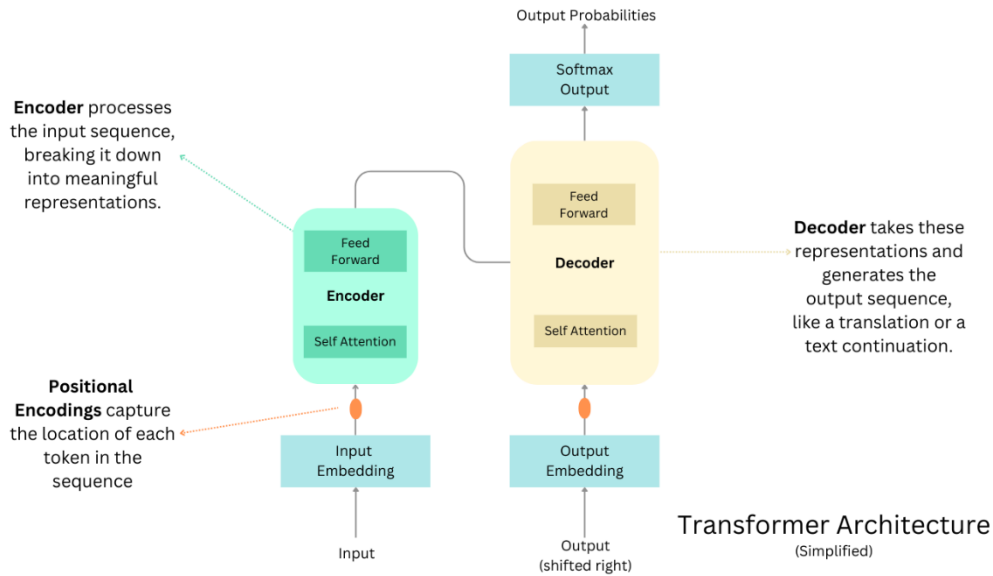 Output Probabilities
Softmax
Output
Encoder processes
the input sequence,
breaking it down
into meaningful
representations.
Feed
Forward
Encoder
Self Attention
Feed
Forward
Decoder
Self Attention
Decoder takes these
representations and
generates the
output sequence,
like a translation or a
text continuation.
Positional
Encodings capture
the location of each
token in the
sequence
Input
Embedding
Output
Embedding
Input
Output
(shifted right)
Transformer Architecture
(Simplified)